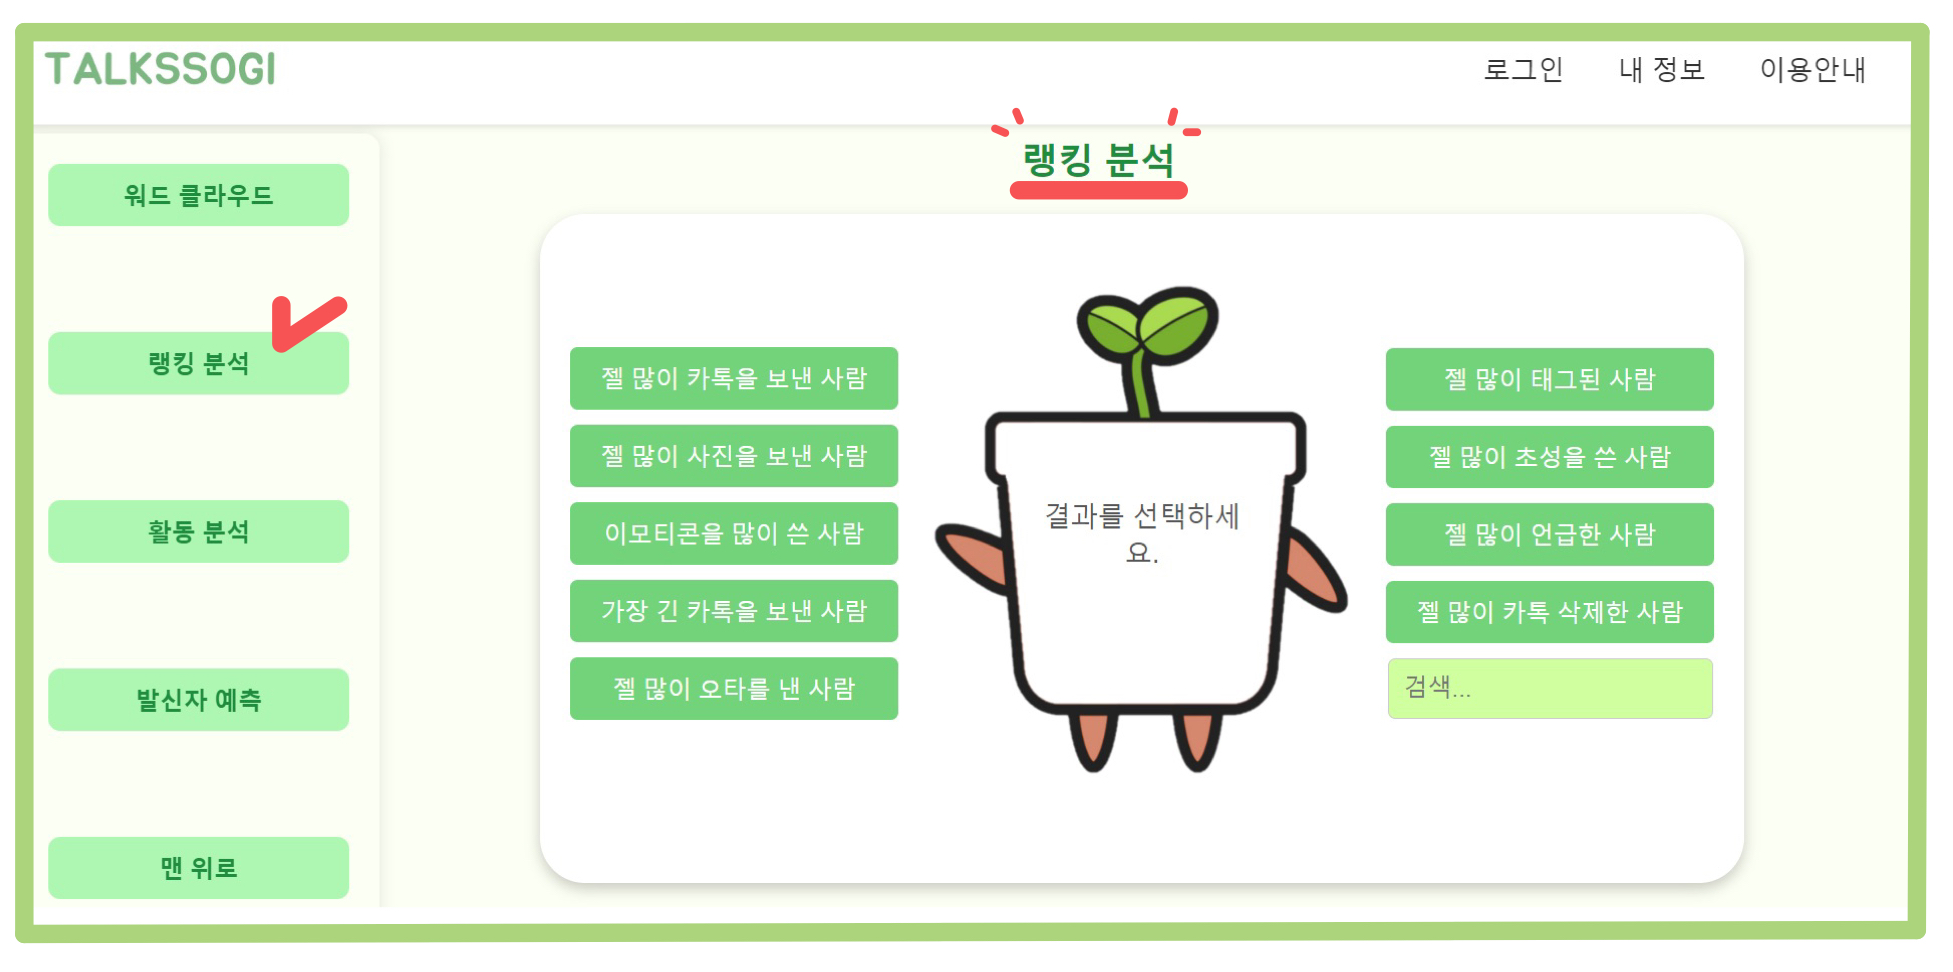 TALKSSOGI
로그인 내 정보 이용안내
랭킹 분석
워드 클라우드
랭킹 분석
활동 분석
발신자 예측
맨 위로
젤 많이 카톡을 보낸 사람
젤 많이 사진을 보낸 사람
이모티콘을 많이 쓴 사람
가장 긴 카톡을 보낸 사람
젤 많이 오타를 낸 사람
결과를 선택하세
요.
젤 많이 태그된 사람
젤 많이 초성을 쓴 사람
젤 많이 언급한 사람
젤 많이 카톡 삭제한 사람
검색...